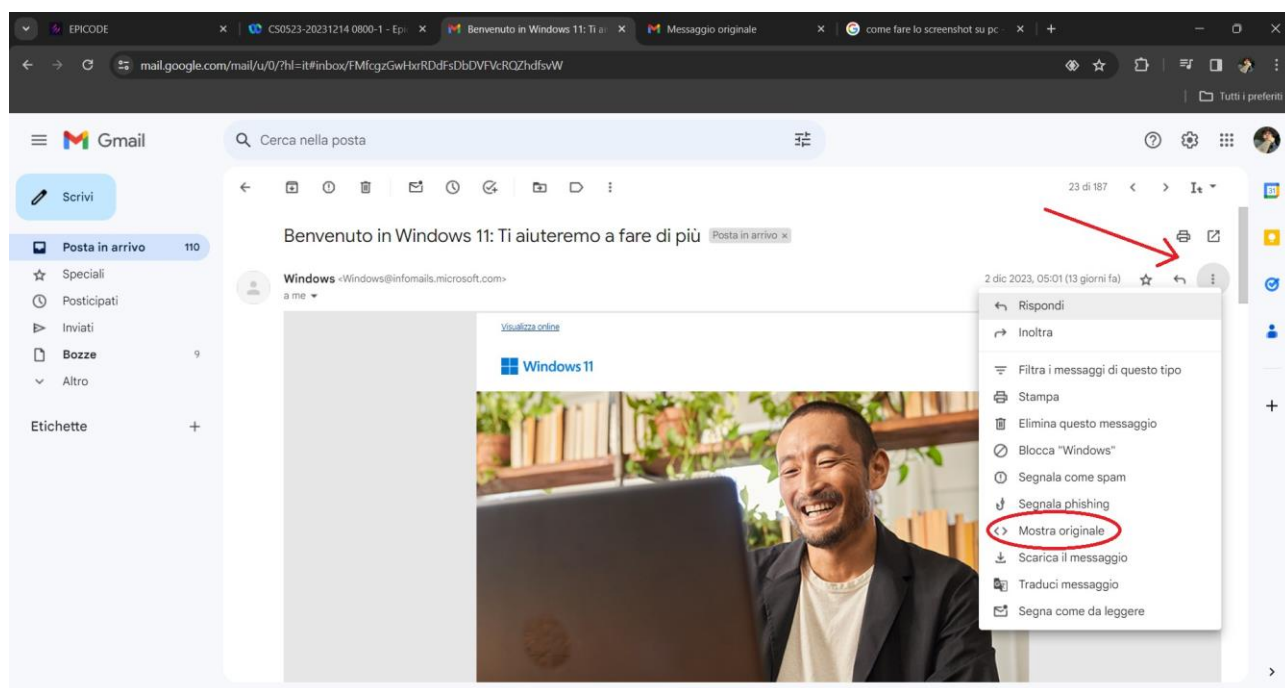 EPICODE
CS0523-20231214 0800-1 - Epi
Benvenuto in Windows 11: Ti ai
Messaggio originale
come fare lo screenshot su pc -
mail.google.com/mail/u/0/?hl=it#inbox/FMfcgzGwHxrRDdFsDbDVFVcRQZhdfsvW
Tutti i preferiti
Gmail
Cerca nella posta
Scrivi
23 di 187
Posta in arrivo 110
Speciali
Posticipati
Inviati
Bozze 9
Altro
Etichette
Benvenuto in Windows 11: Ti aiuteremo a fare di più Posta in arrivo ×
Windows <Windows@infomails.microsoft.com>
2 dic 2023, 05:01 (13 giorni fa)
a me
Visualizza online
Windows 11
Rispondi
Inoltra
Filtra i messaggi di questo tipo
Stampa
Elimina questo messaggio
Blocca "Windows"
Segnala come spam
Segnala phishing
Mostra originale
Scarica il messaggio
Traduci messaggio
Segna come da leggere